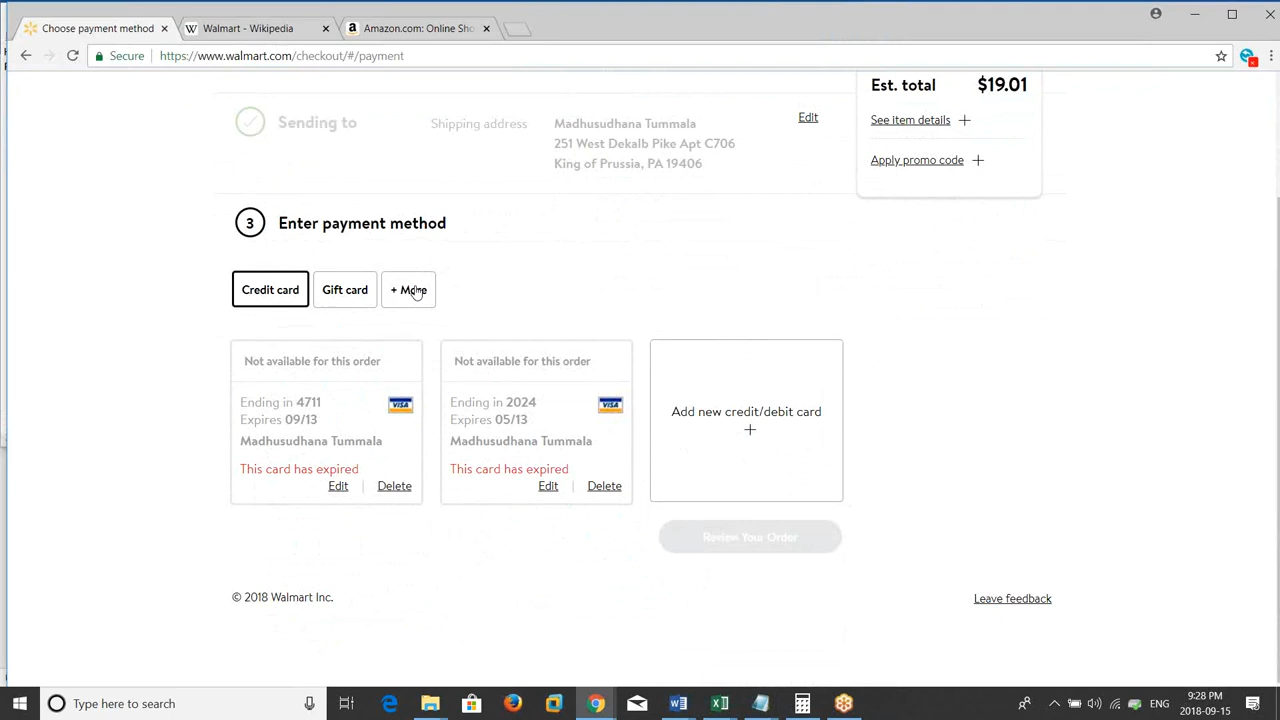 Choose payment method
Walmart - Wikipedia
Amazon.com: Online Sho
Secure
https://www.walmart.com/checkout/#/payment
Est. total $19.01
See item details +
Apply promo code +
Sending to
Shipping address
Madhusudhana Tummala
251 West Dekalb Pike Apt C706
King of Prussia, PA 19406
Edit
3 Enter payment method
Credit card
Gift card
+ More
Not available for this order
Ending in 4711
VISA
Expires 09/13
Madhusudhana Tummala
This card has expired
Edit | Delete
Not available for this order
Ending in 2024
VISA
Expires 05/13
Madhusudhana Tummala
This card has expired
Edit | Delete
Add new credit/debit card
+
Review Your Order
© 2018 Walmart Inc.
Leave feedback
Type here to search
9:28 PM
2018-09-15